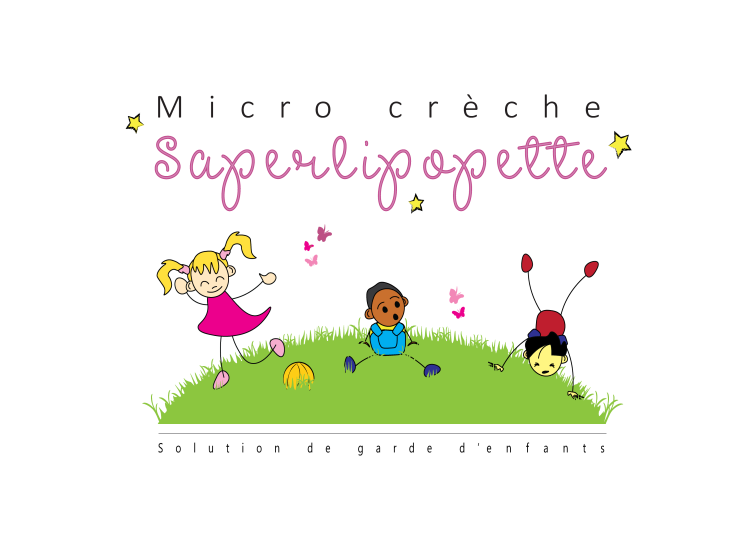 Micro crèche
Saperlipopette
Solution de garde d'enfants